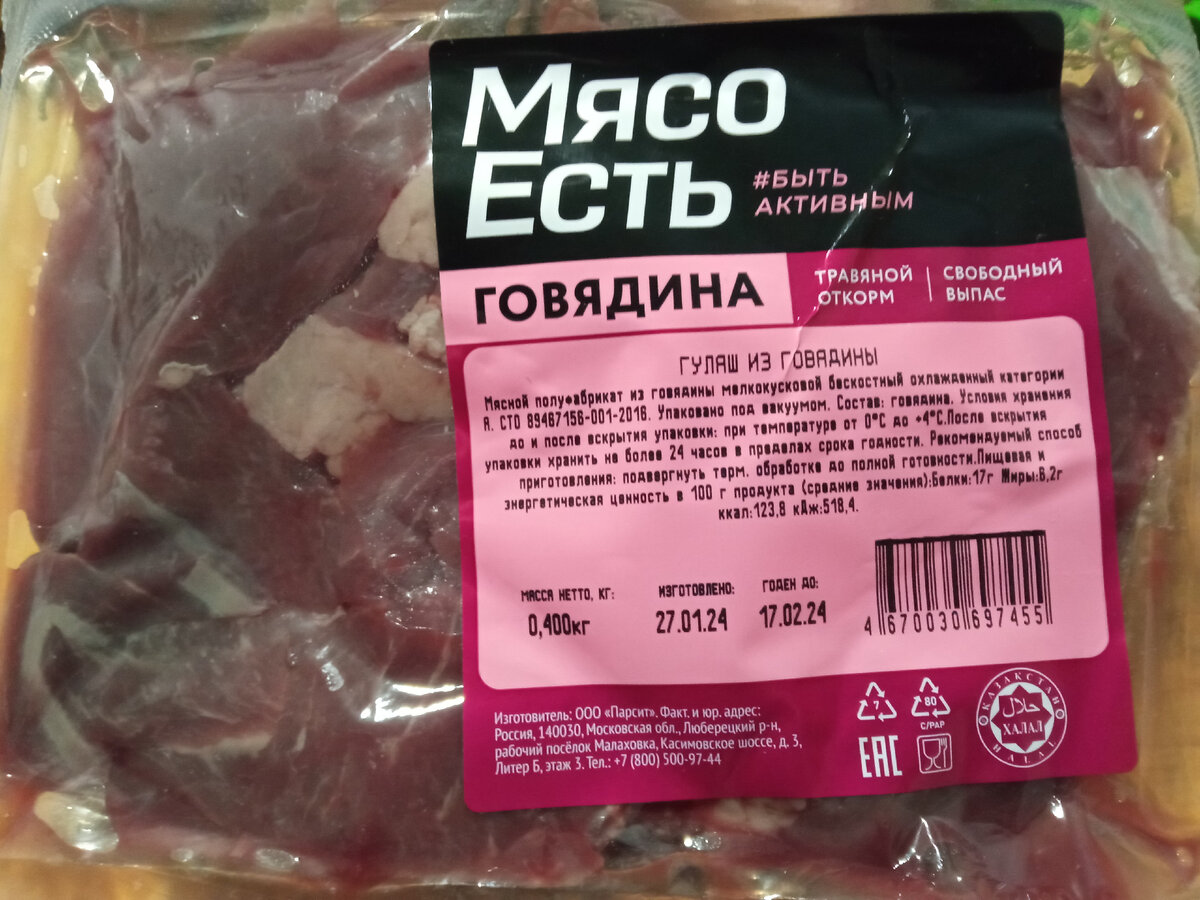 Мясо
Есть
#БЫТЬ
АКТИВНЫМ
ГОВЯДИНА
ТРАВЯНОЙ
ОТКОРМ
СВОБОДНЫЙ
ВЫПАС
ГУЛЯШ ИЗ ГОВЯДИНЫ
Мясной полуфабрикат из говядины мелкокусковой бескостный охлажденный категории
А. СТО 89467156-001-2016. Упаковано под вакуумом. Состав: говядина. Условия хранения
до и после вскрытия упаковки: при температуре от 0°С до +4°С.После вскрытия
упаковки хранить не более 24 часов в пределах срока годности. Рекомендуемый способ
приготовления: подвергнуть терм. обработке до полной готовности.Пищевая и
энергетическая ценность в 100 г продукта (средние значения):Белки:17г Жиры:6,2г
ккал:123,8 кДж:518,4.
МАССА НЕТТО, КГ:
0,400кг
ИЗГОТОВЛЕНО:
27.01.24
ГОДЕН ДО:
17.02.24
4 670030 697455
Изготовитель: ООО «Парсит». Факт. и юр. адрес:
Россия, 140030, Московская обл., Люберецкий р-н,
рабочий посёлок Малаховка, Касимовское шоссе, д. 3,
Литер Б, этаж 3. Тел.: +7 (800) 500-97-44
7
80
C/PAP
EAC
КАЗАКСТАН
حلال
ХАЛАЛ
HALAL